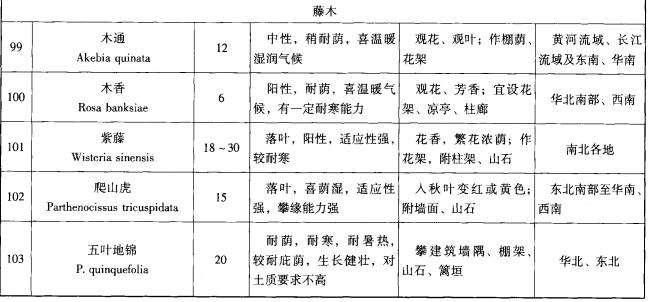 藤木
99
木通
Akebia quinata
12
中性，稍耐荫，喜温暖
湿润气候
观花、观叶；作棚荫、
花架
黄河流域、长江
流域及东南、华南
100
木香
Rosa banksiae
6
阳性，耐荫，喜温暖气
候，有一定耐寒能力
观花、芳香；宜设花
架、凉亭、柱廊
华北南部、西南
101
紫藤
Wisteria sinensis
18～30
落叶，阳性，适应性强，
较耐寒
花香，繁花浓荫；作
花架，附柱架、山石
南北各地
102
爬山虎
Parthenocissus tricuspidata
15
落叶，喜荫湿，适应性
强，攀缘能力强
入秋叶变红或黄色；
附墙面、山石
东北南部至华南、
西南
103
五叶地锦
P. quinquefolia
20
耐荫，耐寒，耐暑热，
较耐庇荫，生长健壮，对
土质要求不高
攀建筑墙隅、棚架、
山石、篱垣
华北、东北